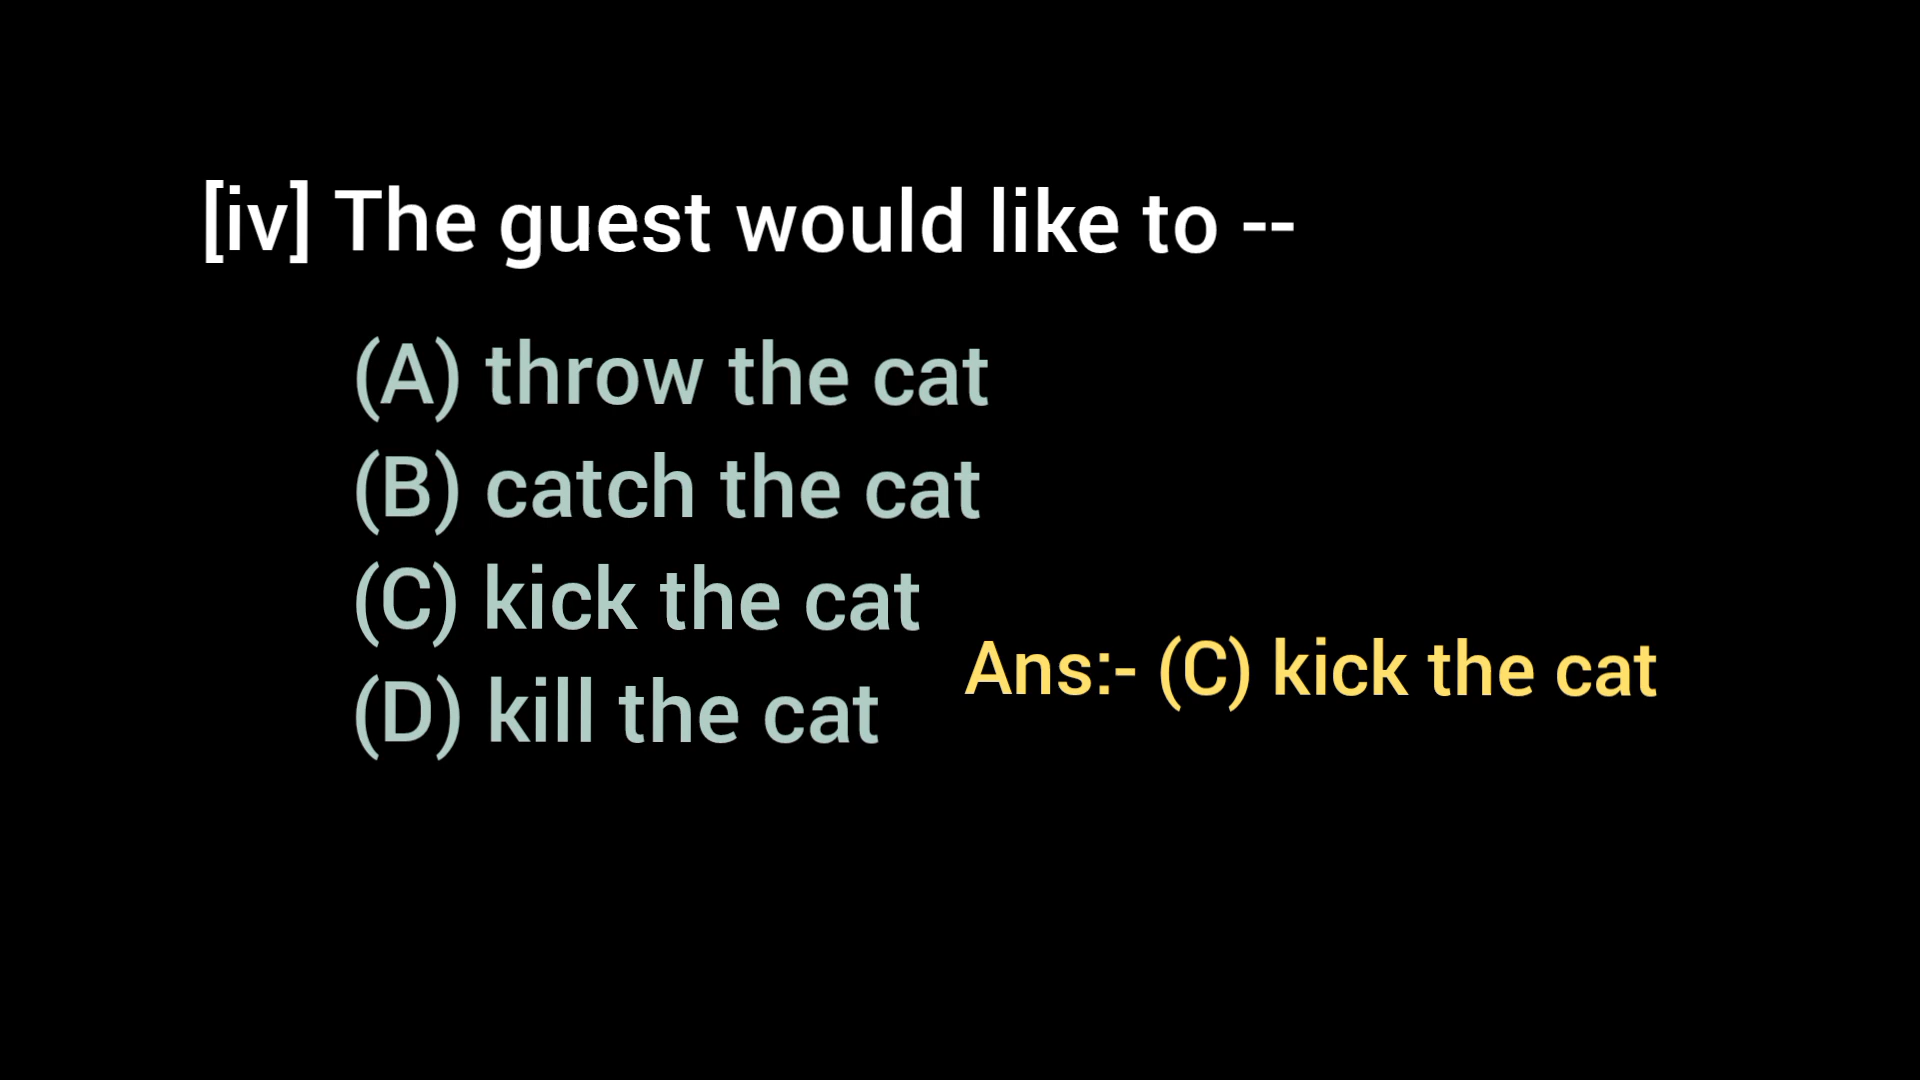 [iv] The guest would like to --
(A) throw the cat
(B) catch the cat
(C) kick the cat
Ans:- (C) kick the cat
(D) kill the cat